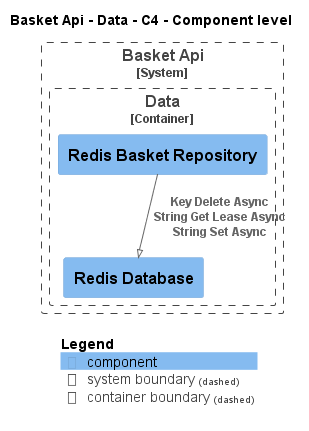 Basket Api - Data - C4 - Component level
Basket Api
[System]
Data
[Container]
Redis Basket Repository
Key Delete Async
String Get Lease Async
String Set Async
Redis Database
Legend
component
system boundary (dashed)
container boundary (dashed)